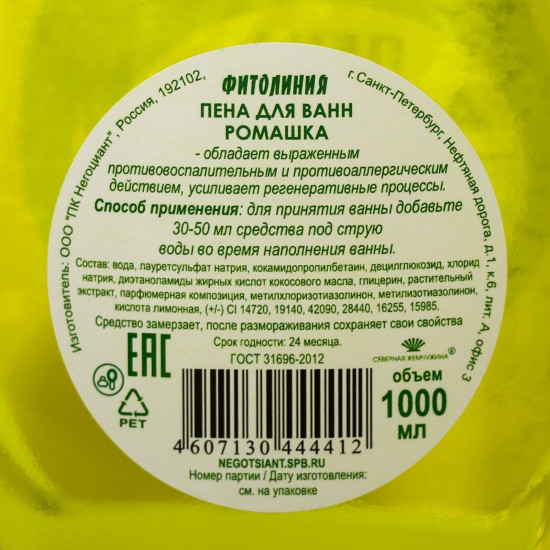 Изготовитель: ООО "ПК Негоциант", Россия, 192102, г. Санкт-Петербург, Нефтяная дорога, д.1, к.6, лит. А, офис 3
ФИТОЛИНИЯ
ПЕНА ДЛЯ ВАНН
РОМАШКА
- обладает выраженным
противовоспалительным и противоаллергическим
действием, усиливает регенеративные процессы.
Способ применения: для принятия ванны добавьте
30-50 мл средства под струю
воды во время наполнения ванны.
Состав: вода, лауретсульфат натрия, кокамидопропилбетаин, децилглюкозид, хлорид
натрия, диэтаноламиды жирных кислот кокосового масла, глицерин, растительный
экстракт, парфюмерная композиция, метилхлоризотиазолинон, метилизотиазолинон,
кислота лимонная, (+/-) CI 14720, 19140, 42090, 28440, 16255, 15985.
Средство замерзает, после размораживания сохраняет свои свойства
Срок годности: 24 месяца.
ГОСТ 31696-2012
EAC
СЕВЕРНАЯ ЖЕМЧУЖИНА®
PET
объем
1000
МЛ
4607130 444412
NEGOTSIANT.SPB.RU
Номер партии / Дату изготовления:
см. на упаковке